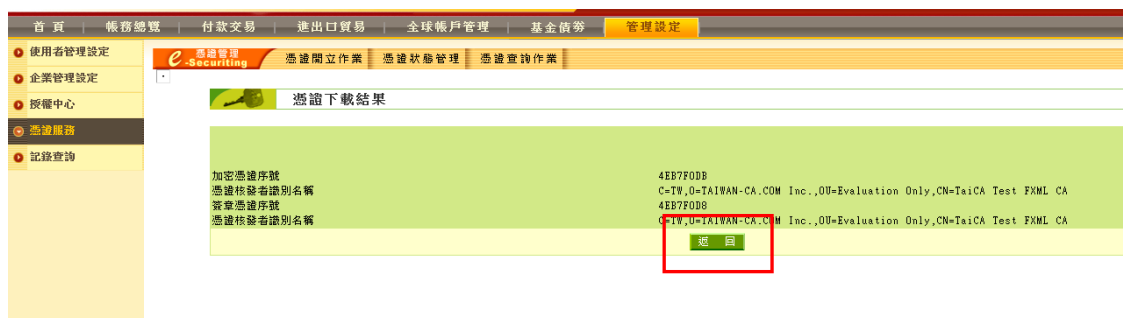 首 頁 | 帳務總覽 | 付款交易 | 進出口貿易 | 全球帳戶管理 | 基金債券 管理設定
使用者管理設定
企業管理設定
授權中心
憑證服務
記錄查詢
e-Securiting 憑證管理 憑證開立作業 憑證狀態管理 憑證查詢作業
憑證下載結果
加密憑證序號 4EB7F0DB
憑證核發者識別名稱 C=TW,O=TAIWAN-CA.COM Inc.,OU=Evaluation Only,CN=TaiCA Test FXML CA
簽章憑證序號 4EB7F0D8
憑證核發者識別名稱 C=TW,O=TAIWAN-CA.COM Inc.,OU=Evaluation Only,CN=TaiCA Test FXML CA
返 回